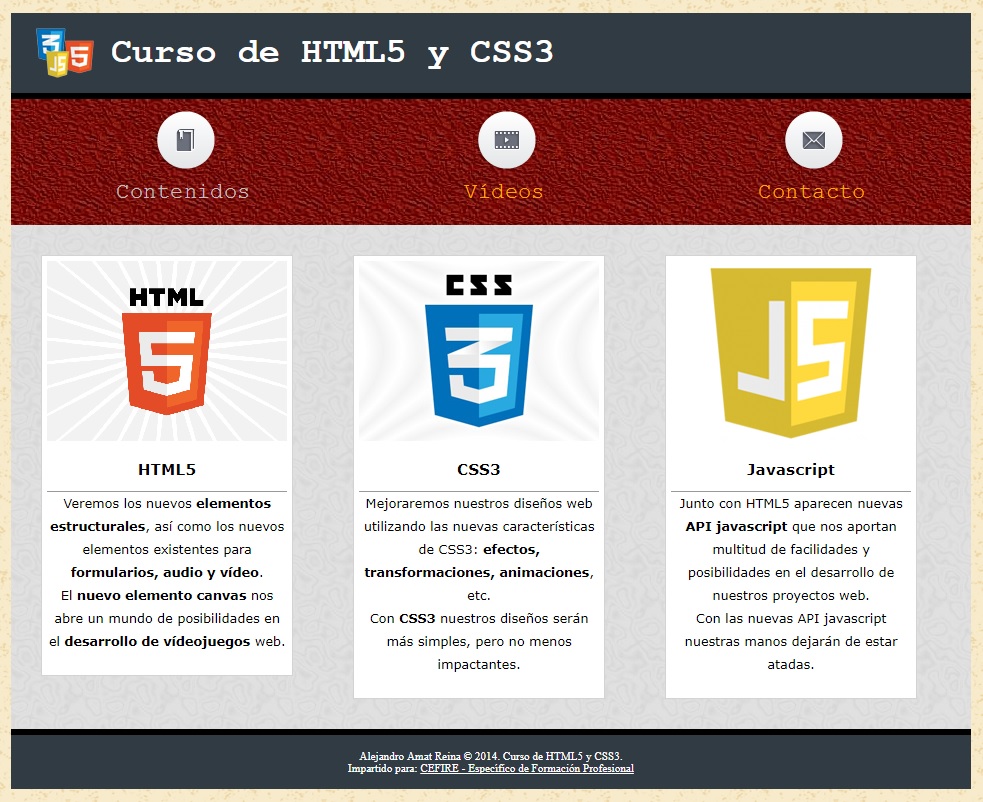 Curso de HTML5 y CSS3
3
JS
5
Contenidos
Vídeos
Contacto
HTML
5
HTML5
Veremos los nuevos elementos
estructurales, así como los nuevos
elementos existentes para
formularios, audio y vídeo.
El nuevo elemento canvas nos
abre un mundo de posibilidades en
el desarrollo de vídejuegos web.
CSS
3
CSS3
Mejoraremos nuestros diseños web
utilizando las nuevas características
de CSS3: efectos,
transformaciones, animaciones,
etc.
Con CSS3 nuestros diseños serán
más simples, pero no menos
impactantes.
JS
Javascript
Junto con HTML5 aparecen nuevas
API javascript que nos aportan
multitud de facilidades y
posibilidades en el desarrollo de
nuestros proyectos web.
Con las nuevas API javascript
nuestras manos dejarán de estar
atadas.
Alejandro Amat Reina © 2014. Curso de HTML5 y CSS3.
Impartido para: CEFIRE - Específico de Formación Profesional